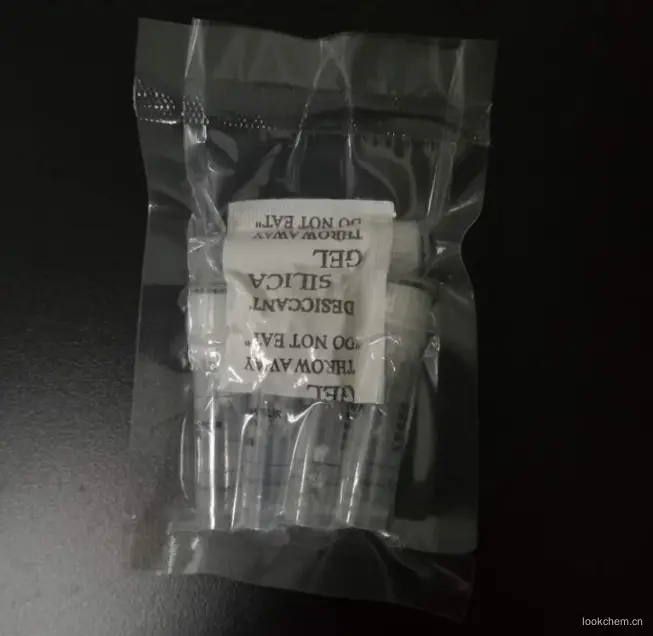 GEL
THROW AWAY
"DO NOT EAT"
DESICCANT
SILICA
GEL
THROW AWAY
"DO NOT EAT"
lookchem.cn